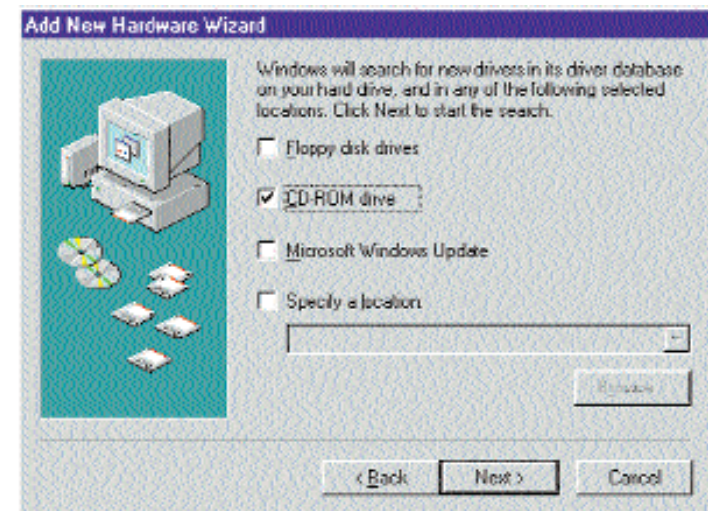 Add New Hardware Wizard
Windows will search for new drivers in its driver database
on your hard drive, and in any of the following selected
locations. Click Next to start the search.
Floppy disk drives
CD-ROM drive
Microsoft Windows Update
Specify a location:
Browse...
< Back
Next >
Cancel